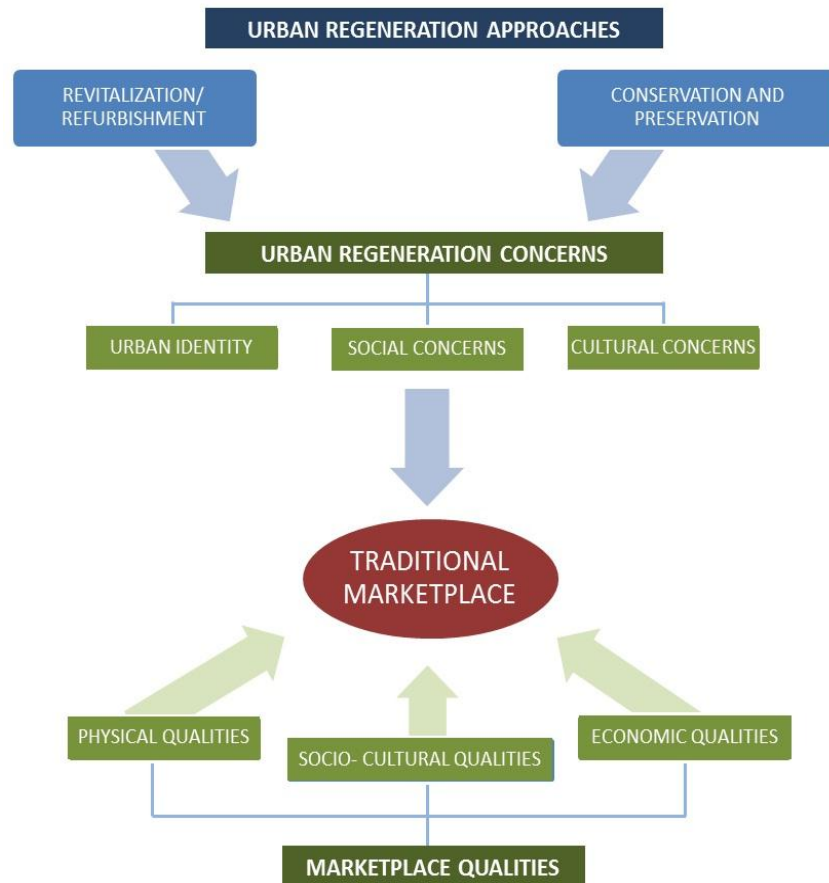 URBAN REGENERATION APPROACHES
REVITALIZATION/
REFURBISHMENT
CONSERVATION AND
PRESERVATION
URBAN REGENERATION CONCERNS
URBAN IDENTITY
SOCIAL CONCERNS
CULTURAL CONCERNS
TRADITIONAL
MARKETPLACE
PHYSICAL QUALITIES
SOCIO- CULTURAL QUALITIES
ECONOMIC QUALITIES
MARKETPLACE QUALITIES